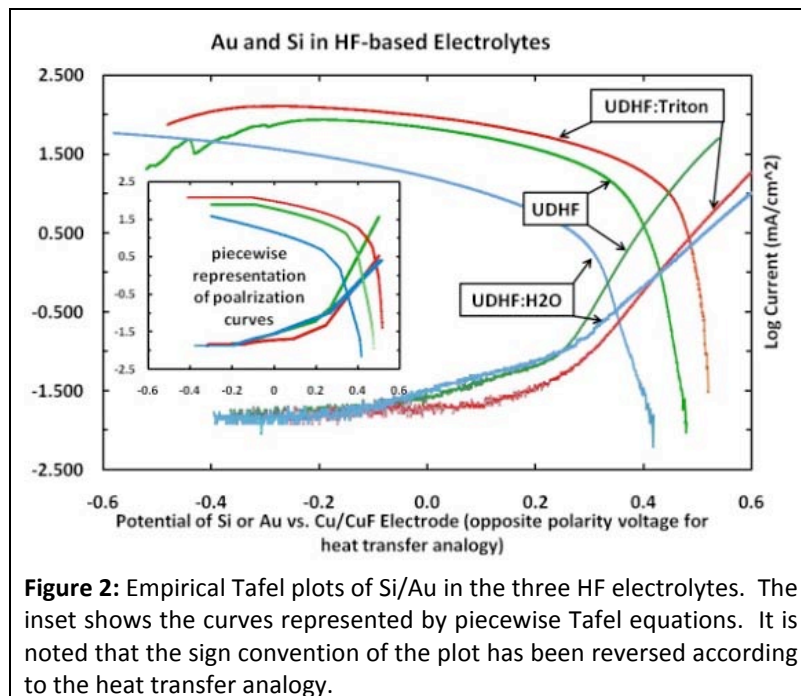 Au and Si in HF-based Electrolytes
2.500
1.500
0.500
-0.500
-1.500
-2.500
-0.6
-0.4
-0.2
0.0
0.2
0.4
0.6
Log Current (mA/cm^2)
UDHF:Triton
UDHF
UDHF:H2O
2.5
1.5
0.5
-0.5
-1.5
-2.5
piecewise
representation
of poalrization
curves
-0.6
-0.4
-0.2
0
0.2
0.4
0.6
Potential of Si or Au vs. Cu/CuF Electrode (opposite polarity voltage for
heat transfer analogy)
Figure 2: Empirical Tafel plots of Si/Au in the three HF electrolytes. The
inset shows the curves represented by piecewise Tafel equations. It is
noted that the sign convention of the plot has been reversed according
to the heat transfer analogy.